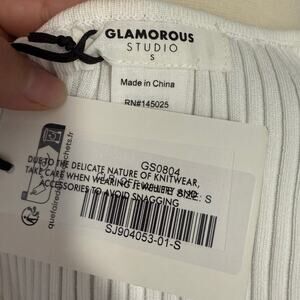 GLAMOROUS
STUDIO
S
Made in China
RN#145025
GS0804
DUE TO THE DELICATE NATURE OF KNITWEAR,
TAKE CARE WHEN WEARING JEWELLERY AND
SIZE: S
ACCESSORIES TO AVOID SNAGGING
SJ904053-01-S